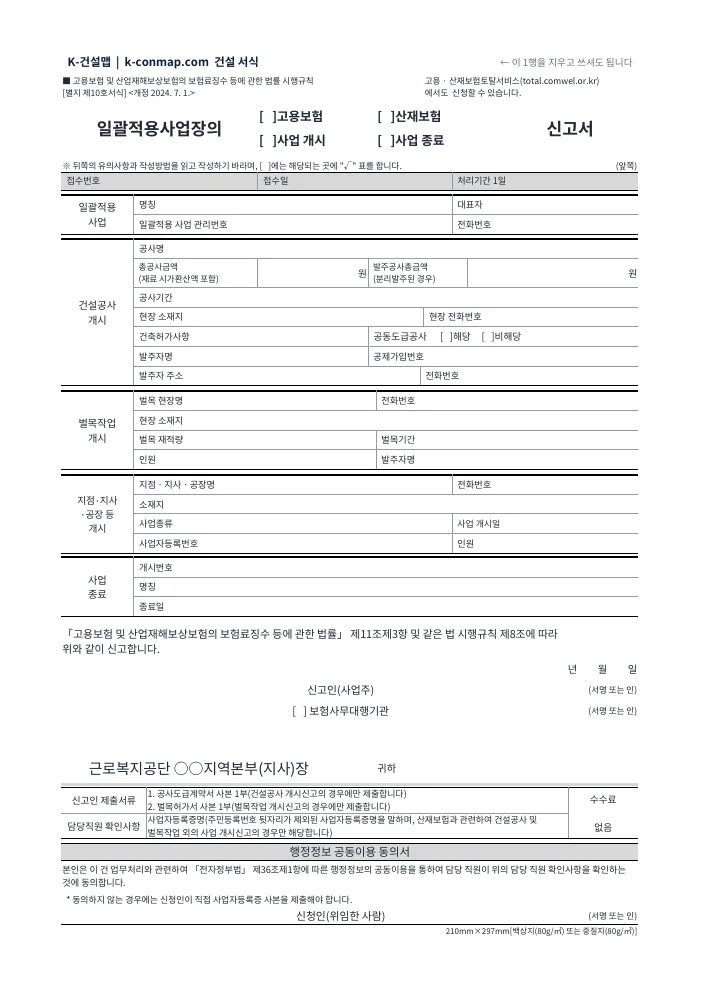 K-건설맵 | k-conmap.com 건설 서식
← 이 1행을 지우고 쓰셔도 됩니다
■ 고용보험 및 산업재해보상보험의 보험료징수 등에 관한 법률 시행규칙
[별지 제10호서식] <개정 2024. 7. 1.>
고용ㆍ산재보험토탈서비스(total.comwel.or.kr)
에서도 신청할 수 있습니다.
일괄적용사업장의
[ ]고용보험 [ ]산재보험
[ ]사업 개시 [ ]사업 종료
신고서
※ 뒤쪽의 유의사항과 작성방법을 읽고 작성하기 바라며, [ ]에는 해당되는 곳에 "√" 표를 합니다.
(앞쪽)
접수번호 접수일 처리기간 1일
일괄적용
사업
명칭 대표자
일괄적용 사업 관리번호 전화번호
건설공사
개시
공사명
총공사금액
(재료 시가환산액 포함)
원
발주공사총금액
(분리발주된 경우)
원
공사기간
현장 소재지 현장 전화번호
건축허가사항 공동도급공사 [ ]해당 [ ]비해당
발주자명 공제가입번호
발주자 주소 전화번호
벌목작업
개시
벌목 현장명 전화번호
현장 소재지
벌목 재적량 벌목기간
인원 발주자명
지점·지사
·공장 등
개시
지점ㆍ지사ㆍ공장명 전화번호
소재지
사업종류 사업 개시일
사업자등록번호 인원
사업
종료
개시번호
명칭
종료일
「고용보험 및 산업재해보상보험의 보험료징수 등에 관한 법률」 제11조제3항 및 같은 법 시행규칙 제8조에 따라
위와 같이 신고합니다.
년 월 일
신고인(사업주) (서명 또는 인)
[ ] 보험사무대행기관 (서명 또는 인)
근로복지공단 ○○지역본부(지사)장 귀하
신고인 제출서류
1. 공사도급계약서 사본 1부(건설공사 개시신고의 경우에만 제출합니다)
2. 벌목허가서 사본 1부(벌목작업 개시신고의 경우에만 제출합니다)
수수료
없음
담당직원 확인사항
사업자등록증명(주민등록번호 뒷자리가 제외된 사업자등록증명을 말하며, 산재보험과 관련하여 건설공사 및
벌목작업 외의 사업 개시신고의 경우만 해당합니다)
행정정보 공동이용 동의서
본인은 이 건 업무처리와 관련하여 「전자정부법」 제36조제1항에 따른 행정정보의 공동이용을 통하여 담당 직원이 위의 담당 직원 확인사항을 확인하는
것에 동의합니다.
* 동의하지 않는 경우에는 신청인이 직접 사업자등록증 사본을 제출해야 합니다.
신청인(위임한 사람) (서명 또는 인)
210mm×297mm[백상지(80g/㎡) 또는 중질지(80g/㎡)]